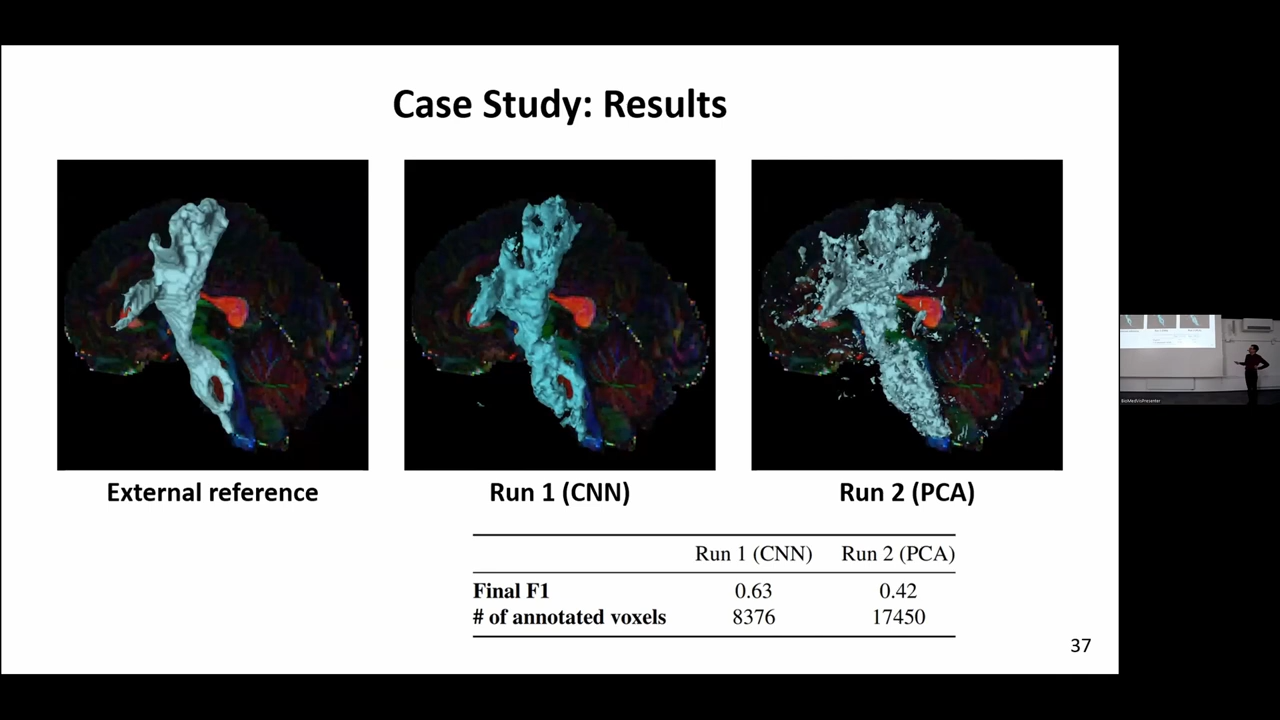 Case Study: Results
External reference
Run 1 (CNN)
Run 2 (PCA)
Run 1 (CNN) Run 2 (PCA)
Final F1 0.63 0.42
# of annotated voxels 8376 17450
37
BioMedVisPresenter